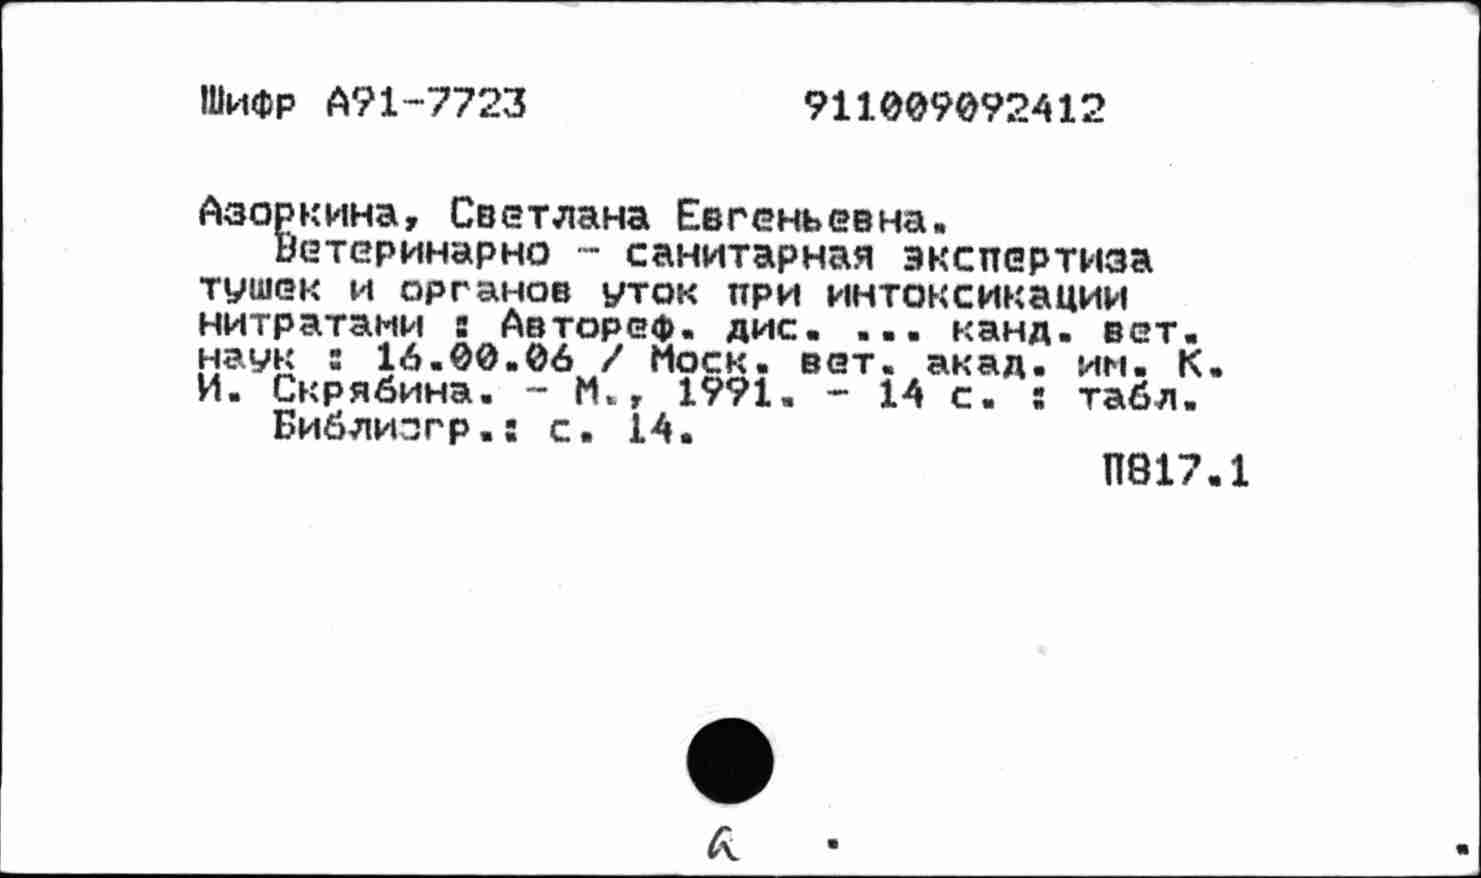 Шифр А91-7723 911009092412
Азоркина, Светлана Евгеньевна.
Ветеринарно - санитарная экспертиза
тушек и органов уток при интоксикации
нитратами : Автореф. дис. ... канд. вет.
наук : 16.00.06 / Моск. вет. акад. им. К.
И. Скрябина. - М., 1991. - 14 с. : табл.
Библиогр.: с. 14.
П817.1
а